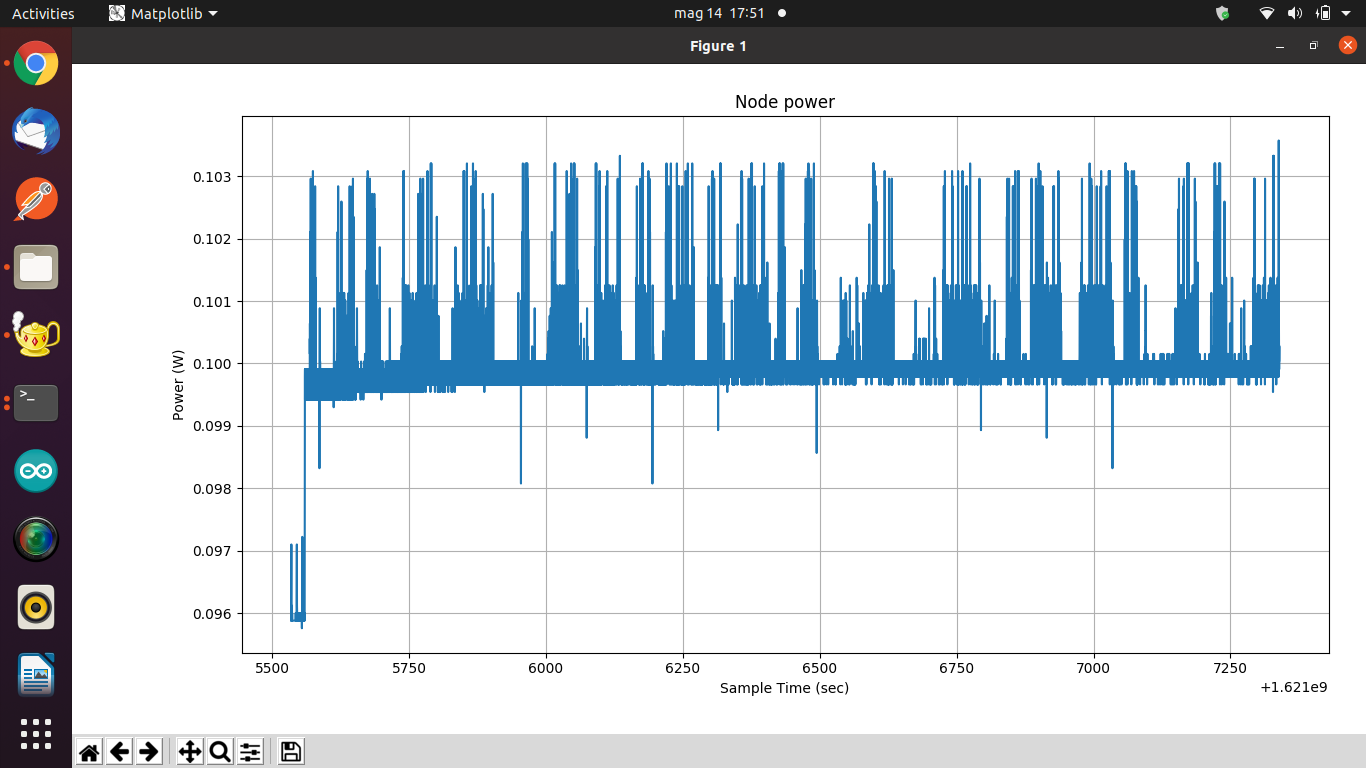 Activities
Matplotlib
mag 14 17:51
Figure 1
Node power
0.103
0.102
0.101
0.100
0.099
0.098
0.097
0.096
Power (W)
5500 5750 6000 6250 6500 6750 7000 7250
Sample Time (sec)
+1.621e9
>_